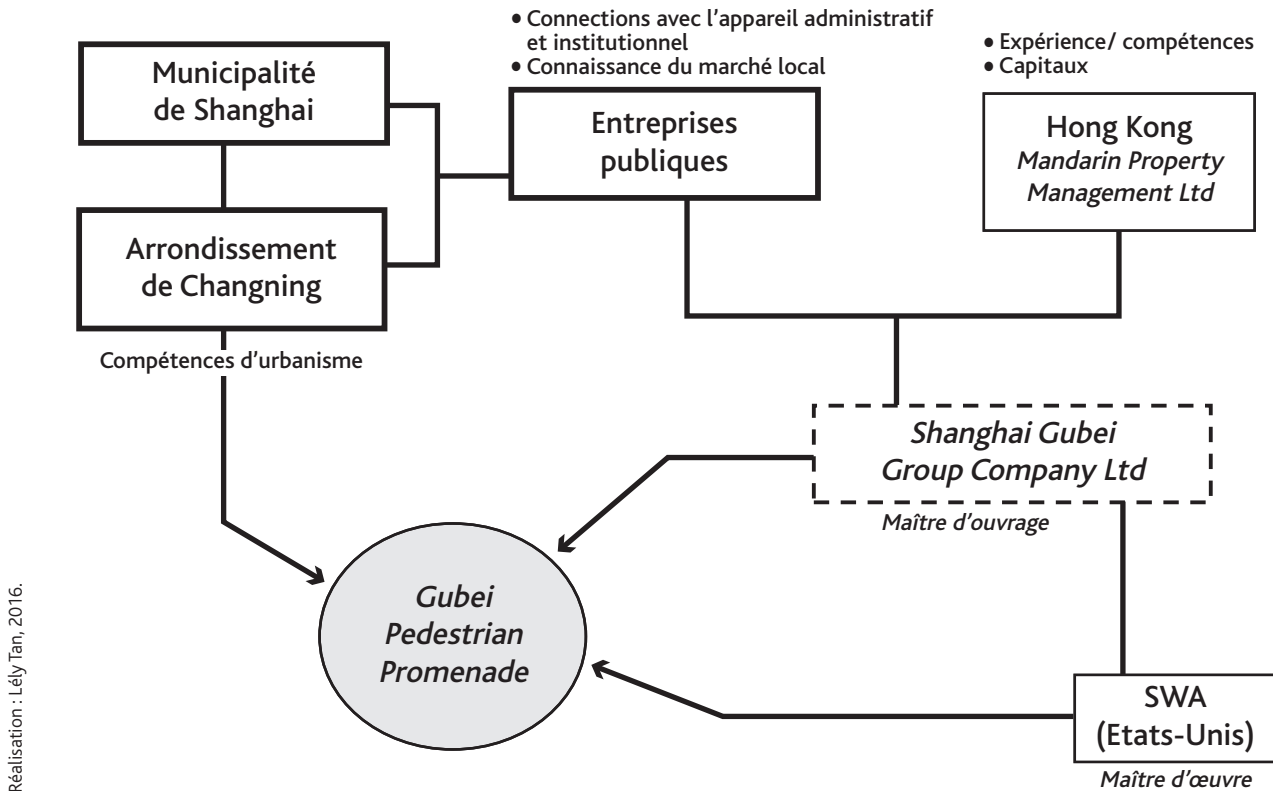 • Connections avec l'appareil administratif
et institutionnel
• Connaissance du marché local
• Expérience/ compétences
• Capitaux
Municipalité
de Shanghai
Entreprises
publiques
Hong Kong
Mandarin Property
Management Ltd
Arrondissement
de Changning
Compétences d'urbanisme
Shanghai Gubei
Group Company Ltd
Maître d'ouvrage
Gubei
Pedestrian
Promenade
SWA
(Etats-Unis)
Maître d'œuvre
Réalisation : Lély Tan, 2016.